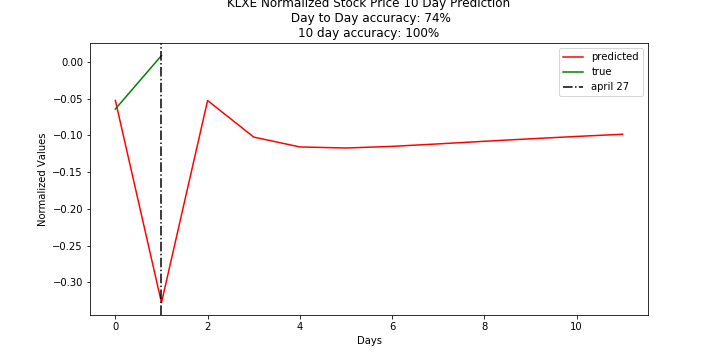 KLXE Normalized Stock Price 10 Day Prediction
Day to Day accuracy: 74%
10 day accuracy: 100%
predicted
true
april 27
Normalized Values
0.00
−0.05
−0.10
−0.15
−0.20
−0.25
−0.30
0 2 4 6 8 10
Days